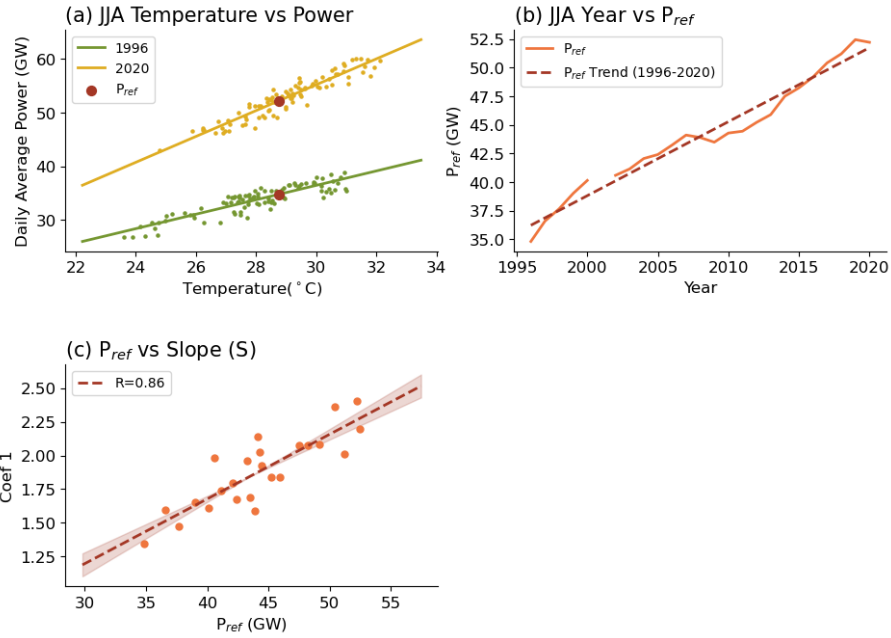 (a) JJA Temperature vs Power
1996
2020
P_ref
Daily Average Power (GW)
60
50
40
30
22 24 26 28 30 32 34
Temperature(°C)
(b) JJA Year vs P_ref
P_ref
P_ref Trend (1996-2020)
P_ref (GW)
52.5
50.0
47.5
45.0
42.5
40.0
37.5
35.0
1995 2000 2005 2010 2015 2020
Year
(c) P_ref vs Slope (S)
R=0.86
Coef 1
2.50
2.25
2.00
1.75
1.50
1.25
30 35 40 45 50 55
P_ref (GW)